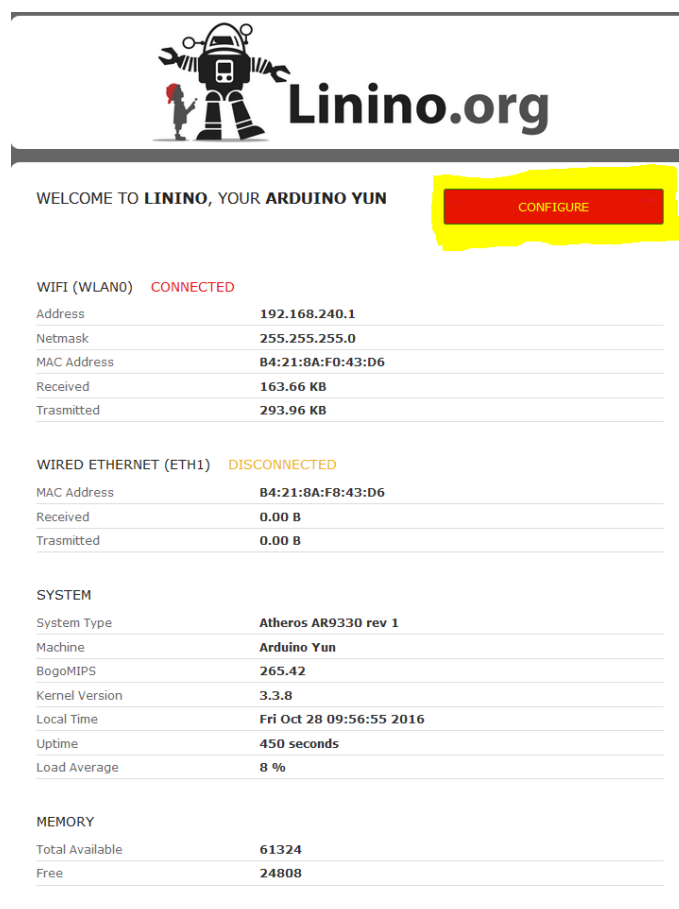 Linino.org
WELCOME TO LININO, YOUR ARDUINO YUN
CONFIGURE
WIFI (WLAN0) CONNECTED
Address 192.168.240.1
Netmask 255.255.255.0
MAC Address B4:21:8A:F0:43:D6
Received 163.66 KB
Trasmitted 293.96 KB
WIRED ETHERNET (ETH1) DISCONNECTED
MAC Address B4:21:8A:F8:43:D6
Received 0.00 B
Trasmitted 0.00 B
SYSTEM
System Type Atheros AR9330 rev 1
Machine Arduino Yun
BogoMIPS 265.42
Kernel Version 3.3.8
Local Time Fri Oct 28 09:56:55 2016
Uptime 450 seconds
Load Average 8 %
MEMORY
Total Available 61324
Free 24808